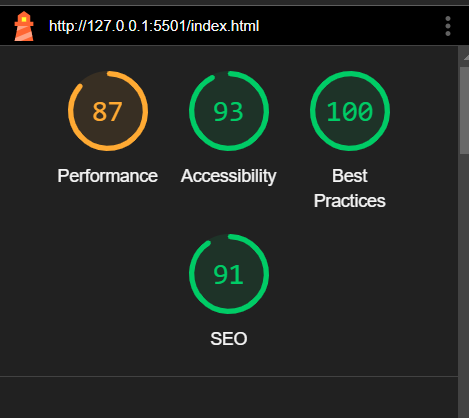 http://127.0.0.1:5501/index.html
87
93
100
Performance
Accessibility
Best
Practices
91
SEO